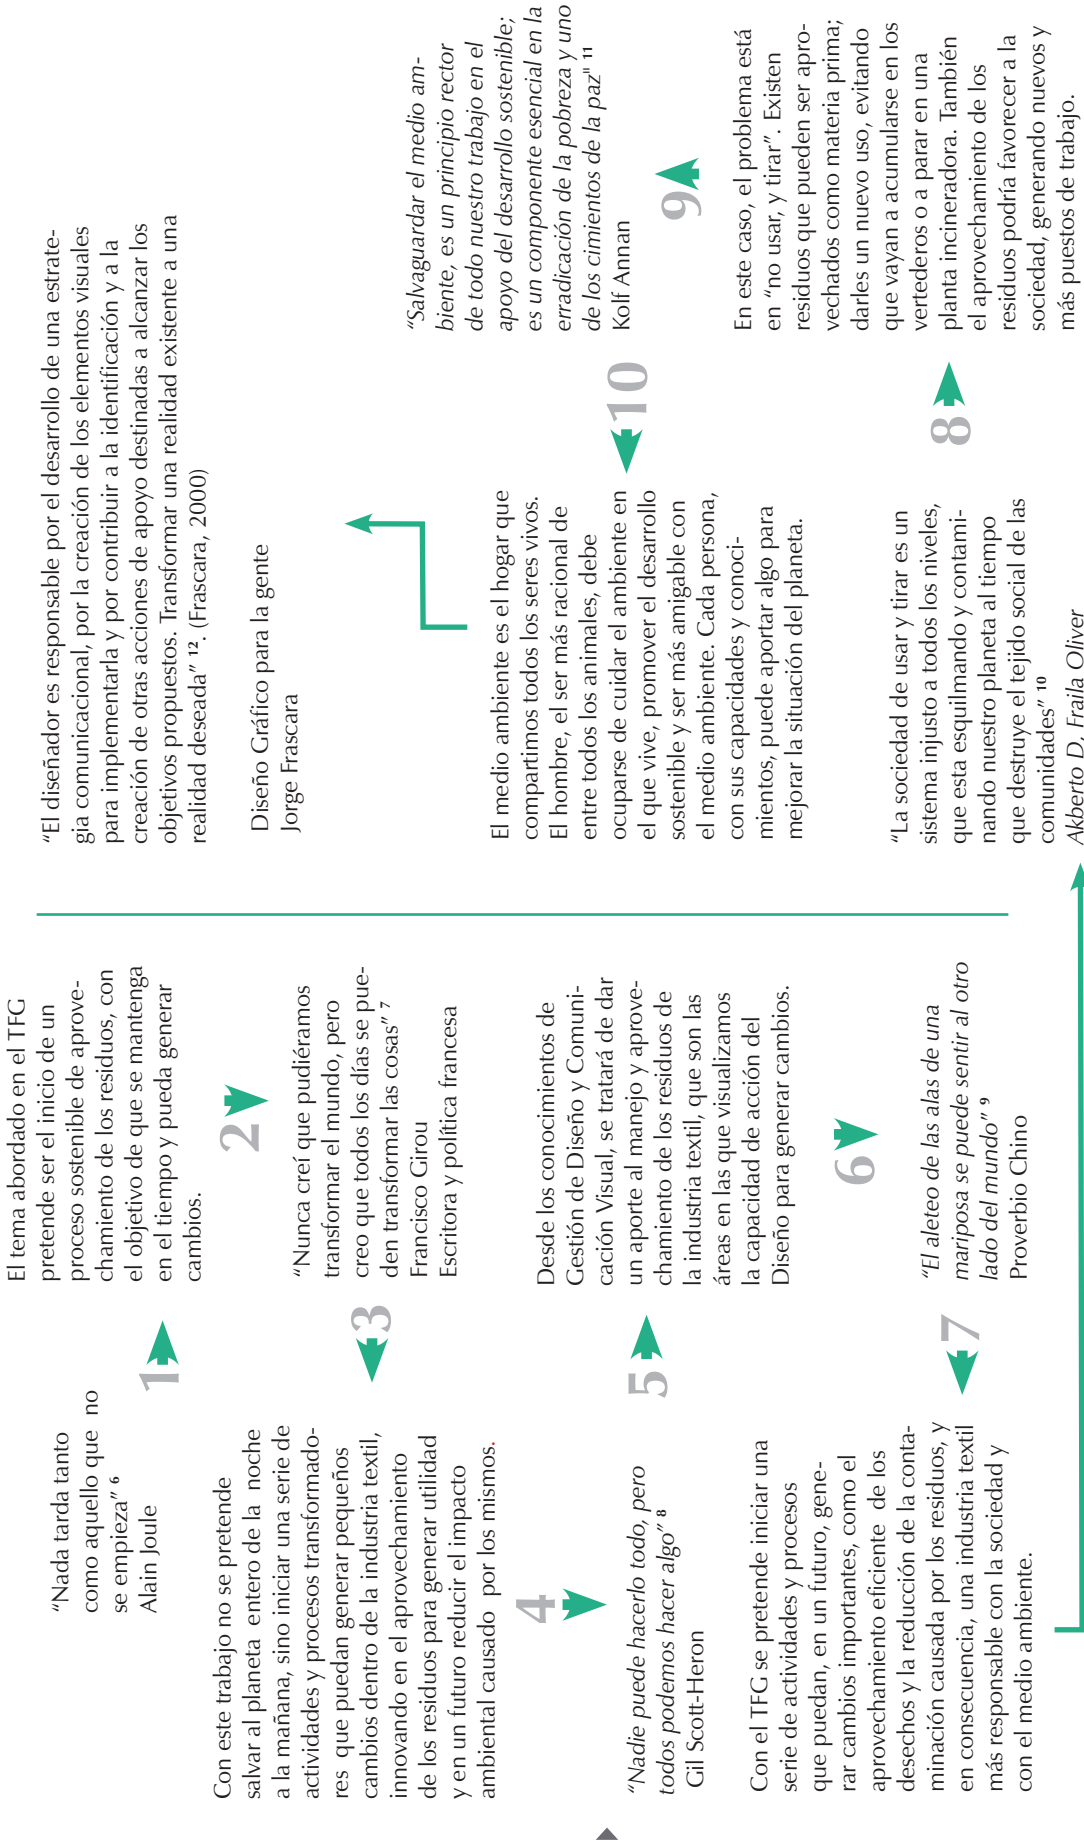 “Nada tarda tanto
como aquello que no
se empieza” 6
Alain Joule
1
El tema abordado en el TFG
pretende ser el inicio de un
proceso sostenible de aprove-
chamiento de los residuos, con
el objetivo de que se mantenga
en el tiempo y pueda generar
cambios.
2
“Nunca creí que pudiéramos
transformar el mundo, pero
creo que todos los días se pue-
den transformar las cosas” 7
Francisco Girou
Escritora y política francesa
3
Con este trabajo no se pretende
salvar al planeta entero de la noche
a la mañana, sino iniciar una serie de
actividades y procesos transformado-
res que puedan generar pequeños
cambios dentro de la industria textil,
innovando en el aprovechamiento
de los residuos para generar utilidad
y en un futuro reducir el impacto
ambiental causado por los mismos.
4
“Nadie puede hacerlo todo, pero
todos podemos hacer algo” 8
Gil Scott-Heron
5
Desde los conocimientos de
Gestión de Diseño y Comuni-
cación Visual, se tratará de dar
un aporte al manejo y aprove-
chamiento de los residuos de
la industria textil, que son las
áreas en las que visualizamos
la capacidad de acción del
Diseño para generar cambios.
6
“El aleteo de las alas de una
mariposa se puede sentir al otro
lado del mundo” 9
Proverbio Chino
7
Con el TFG se pretende iniciar una
serie de actividades y procesos
que puedan, en un futuro, gene-
rar cambios importantes, como el
aprovechamiento eficiente de los
desechos y la reducción de la conta-
minación causada por los residuos, y
en consecuencia, una industria textil
más responsable con la sociedad y
con el medio ambiente.
“La sociedad de usar y tirar es un
sistema injusto a todos los niveles,
que esta esquilmando y contami-
nando nuestro planeta al tiempo
que destruye el tejido social de las
comunidades” 10
Akberto D. Fraila Oliver
8
En este caso, el problema está
en “no usar, y tirar”. Existen
residuos que pueden ser apro-
vechados como materia prima;
darles un nuevo uso, evitando
que vayan a acumularse en los
vertederos o a parar en una
planta incineradora. También
el aprovechamiento de los
residuos podría favorecer a la
sociedad, generando nuevos y
más puestos de trabajo.
9
“Salvaguardar el medio am-
biente, es un principio rector
de todo nuestro trabajo en el
apoyo del desarrollo sostenible;
es un componente esencial en la
erradicación de la pobreza y uno
de los cimientos de la paz" 11
Kolf Annan
10
El medio ambiente es el hogar que
compartimos todos los seres vivos.
El hombre, el ser más racional de
entre todos los animales, debe
ocuparse de cuidar el ambiente en
el que vive, promover el desarrollo
sostenible y ser más amigable con
el medio ambiente. Cada persona,
con sus capacidades y conoci-
mientos, puede aportar algo para
mejorar la situación del planeta.
“El diseñador es responsable por el desarrollo de una estrate-
gia comunicacional, por la creación de los elementos visuales
para implementarla y por contribuir a la identificación y a la
creación de otras acciones de apoyo destinadas a alcanzar los
objetivos propuestos. Transformar una realidad existente a una
realidad deseada” 12. (Frascara, 2000)
Diseño Gráfico para la gente
Jorge Frascara